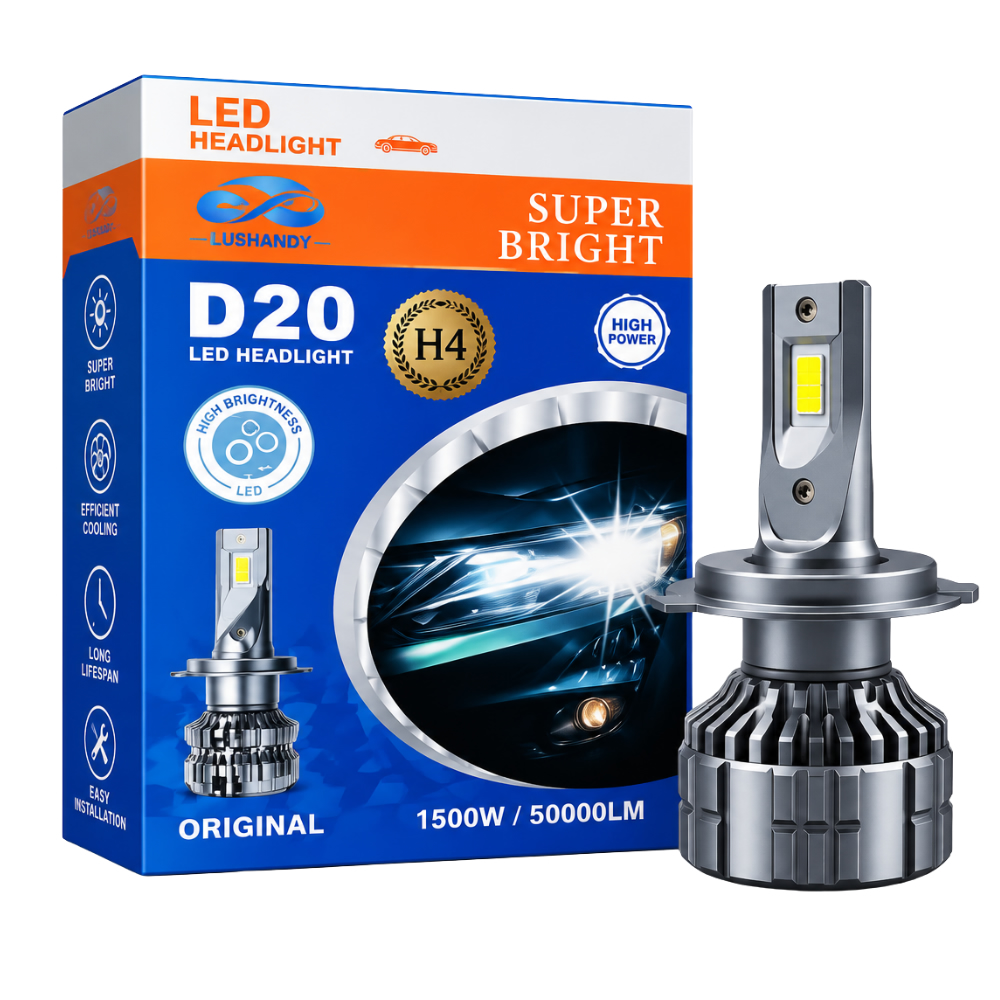 LED
HEADLIGHT
LUSHANDY
SUPER
BRIGHT
D20
LED HEADLIGHT
H4
HIGH
POWER
HIGH BRIGHTNESS
LED
ORIGINAL
1500W / 50000LM
LUSHANDY
SUPER
BRIGHT
EFFICIENT
COOLING
LONG
LIFESPAN
EASY
INSTALLATION